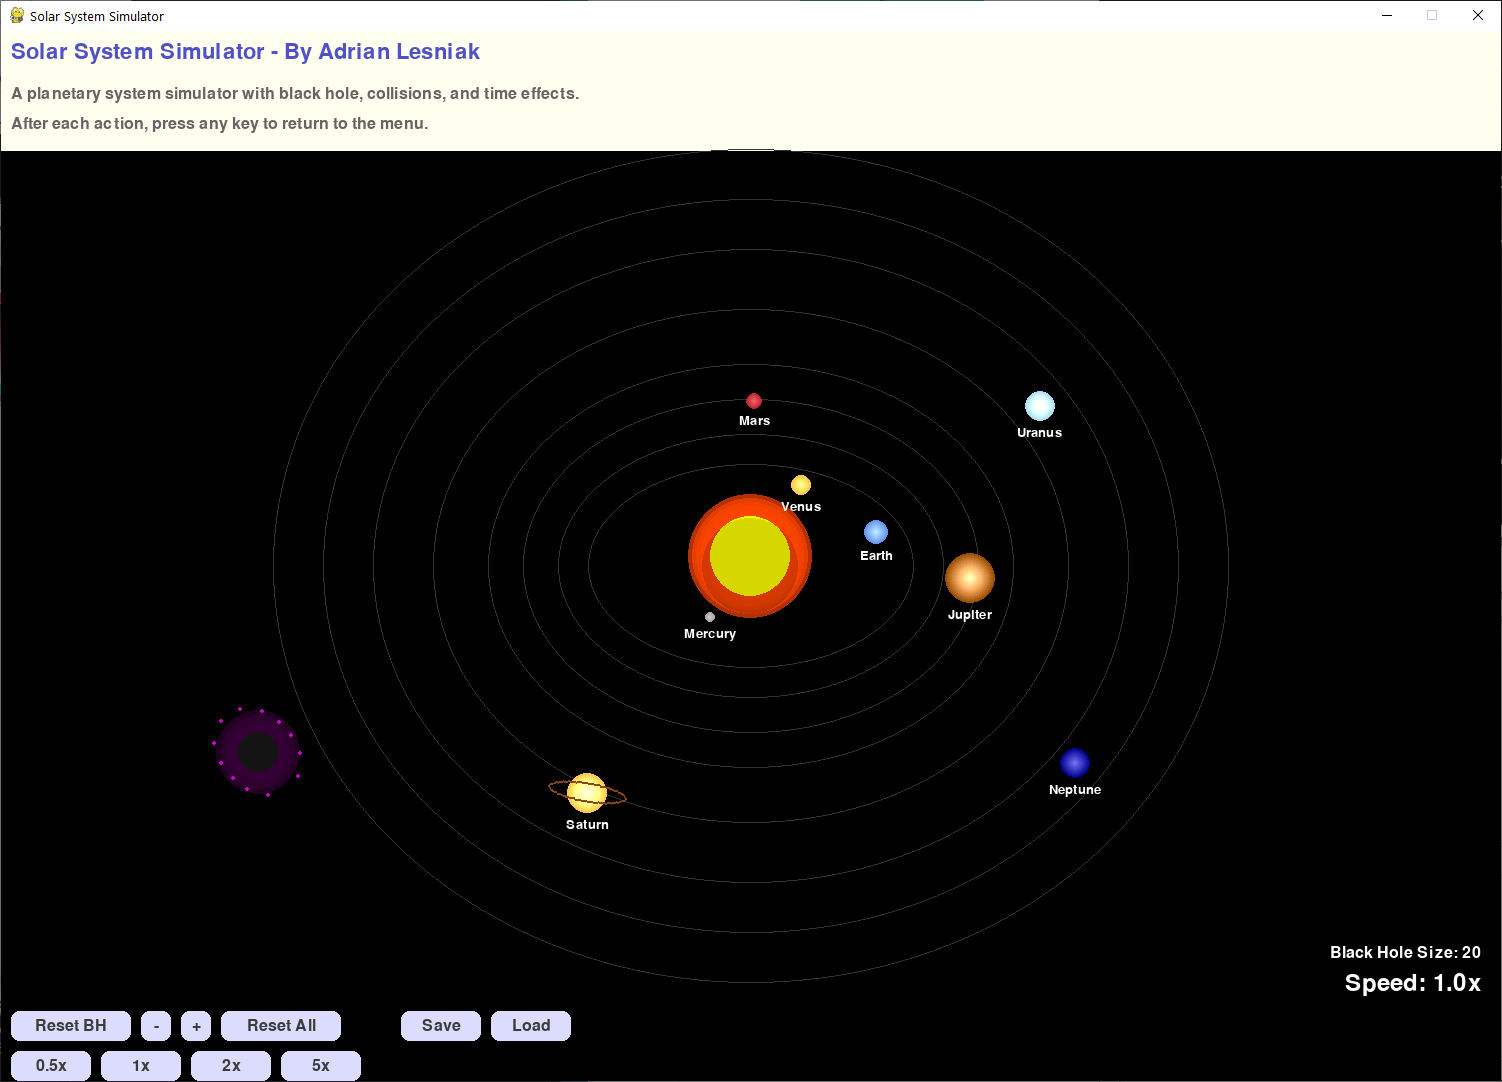 Solar System Simulator
Solar System Simulator - By Adrian Lesniak
A planetary system simulator with black hole, collisions, and time effects.
After each action, press any key to return to the menu.
Mars
Uranus
Venus
Earth
Jupiter
Mercury
Neptune
Saturn
Black Hole Size: 20
Speed: 1.0x
Reset BH - + Reset All Save Load
0.5x 1x 2x 5x